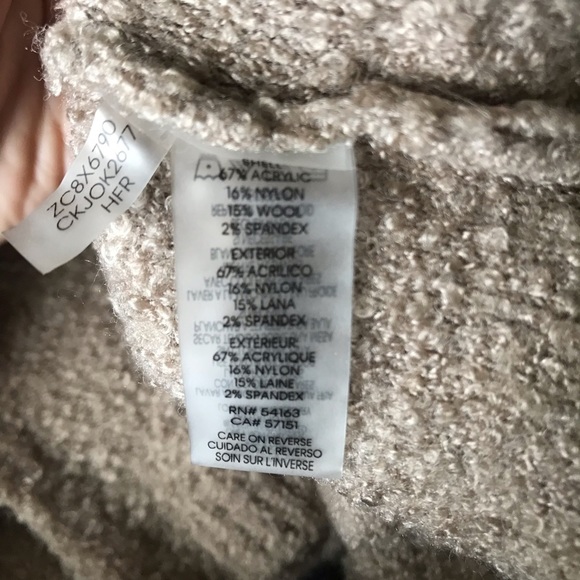 ZC8X6790
CKJOK2677
HFR
SHELL
67% ACRYLIC
16% NYLON
15% WOOL
2% SPANDEX
EXTERIOR
67% ACRILICO
16% NYLON
15% LANA
2% SPANDEX
EXTÉRIEUR
67% ACRYLIQUE
16% NYLON
15% LAINE
2% SPANDEX
RN# 54163
CA# 57151
CARE ON REVERSE
CUIDADO AL REVERSO
SOIN SUR L'INVERSE